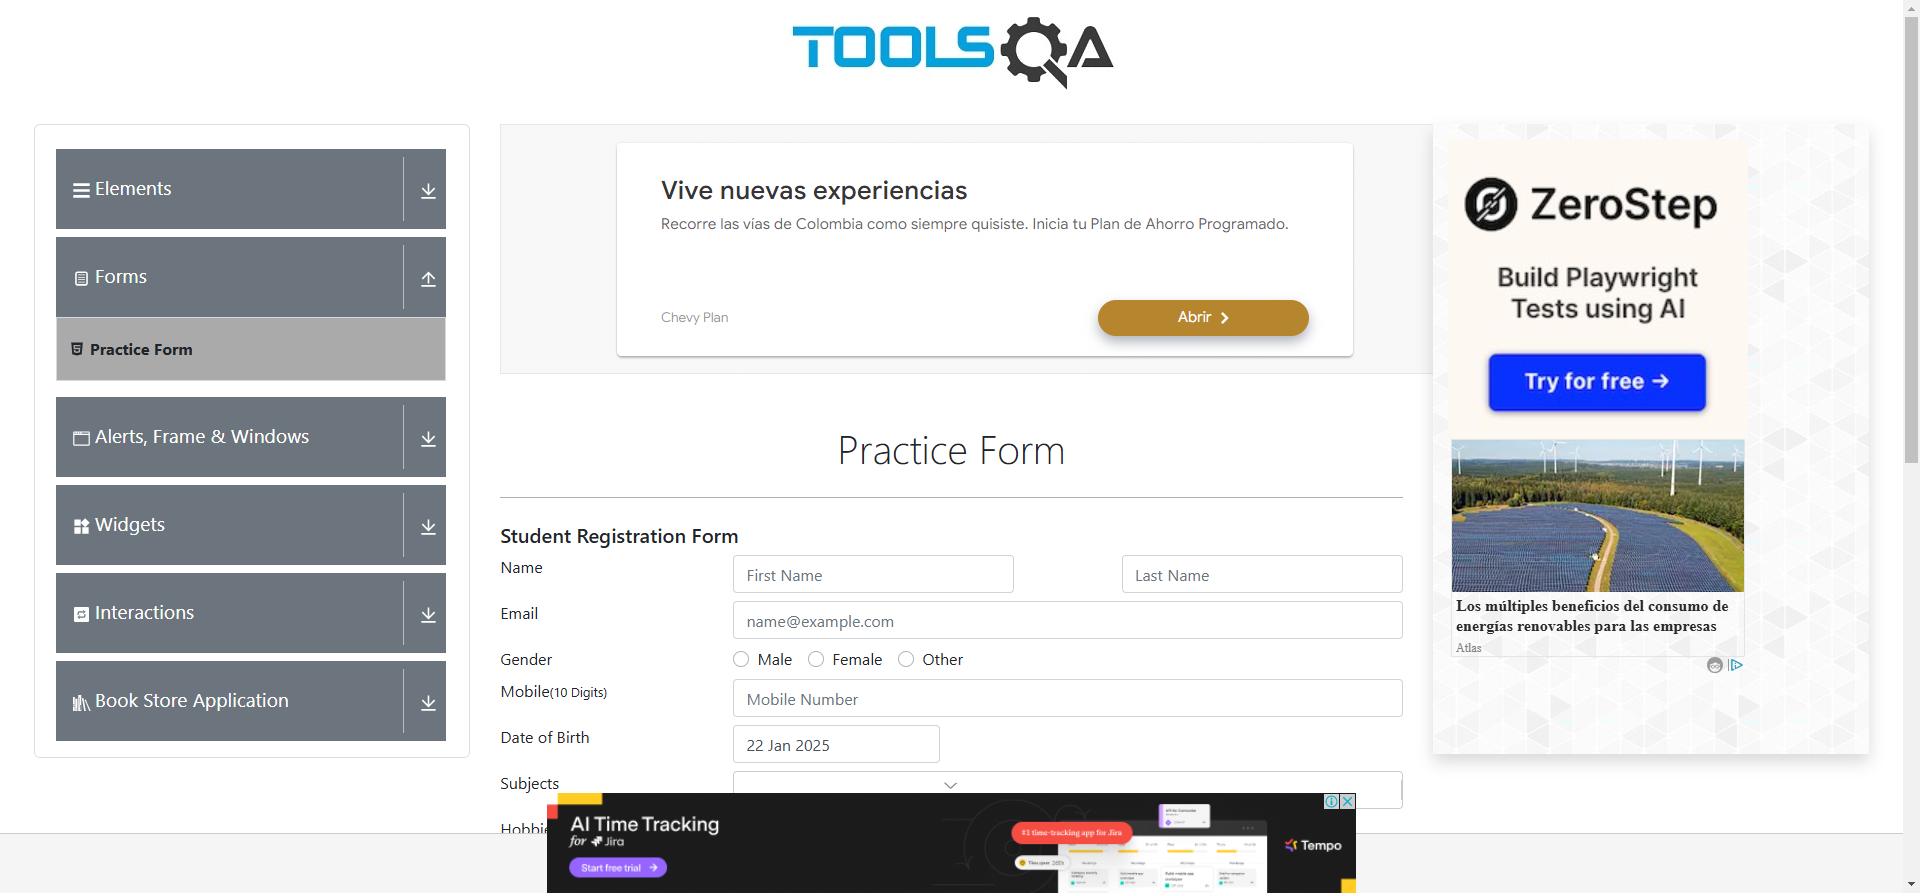 TOOLSQA
Elements
Forms
Practice Form
Alerts, Frame & Windows
Widgets
Interactions
Book Store Application
Vive nuevas experiencias
Recorre las vías de Colombia como siempre quisiste. Inicia tu Plan de Ahorro Programado.
Chevy Plan
Abrir
Practice Form
Student Registration Form
Name
First Name
Last Name
Email
name@example.com
Gender
Male
Female
Other
Mobile(10 Digits)
Mobile Number
Date of Birth
22 Jan 2025
Subjects
ZeroStep
Build Playwright
Tests using AI
Try for free →
Los múltiples beneficios del consumo de
energías renovables para las empresas
Atlas
AI Time Tracking
for Jira
Start free trial →
#1 time-tracking app for Jira
Tempo